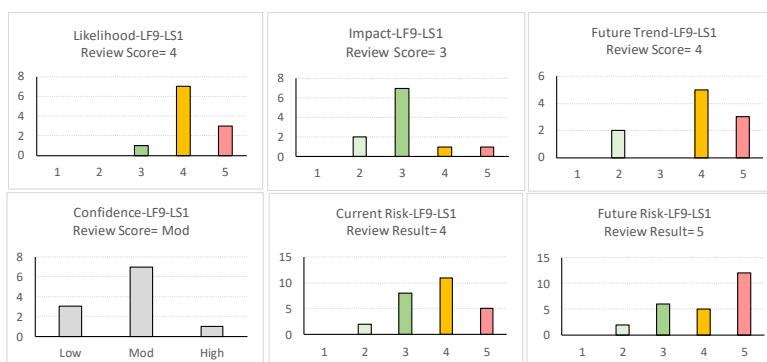 Likelihood-LF9-LS1
Review Score= 4
8
6
4
2
0
1 2 3 4 5
Impact-LF9-LS1
Review Score= 3
8
6
4
2
0
1 2 3 4 5
Future Trend-LF9-LS1
Review Score= 4
6
4
2
0
1 2 3 4 5
Confidence-LF9-LS1
Review Score= Mod
8
6
4
2
0
Low Mod High
Current Risk-LF9-LS1
Review Result= 4
15
10
5
0
1 2 3 4 5
Future Risk-LF9-LS1
Review Result= 5
15
10
5
0
1 2 3 4 5